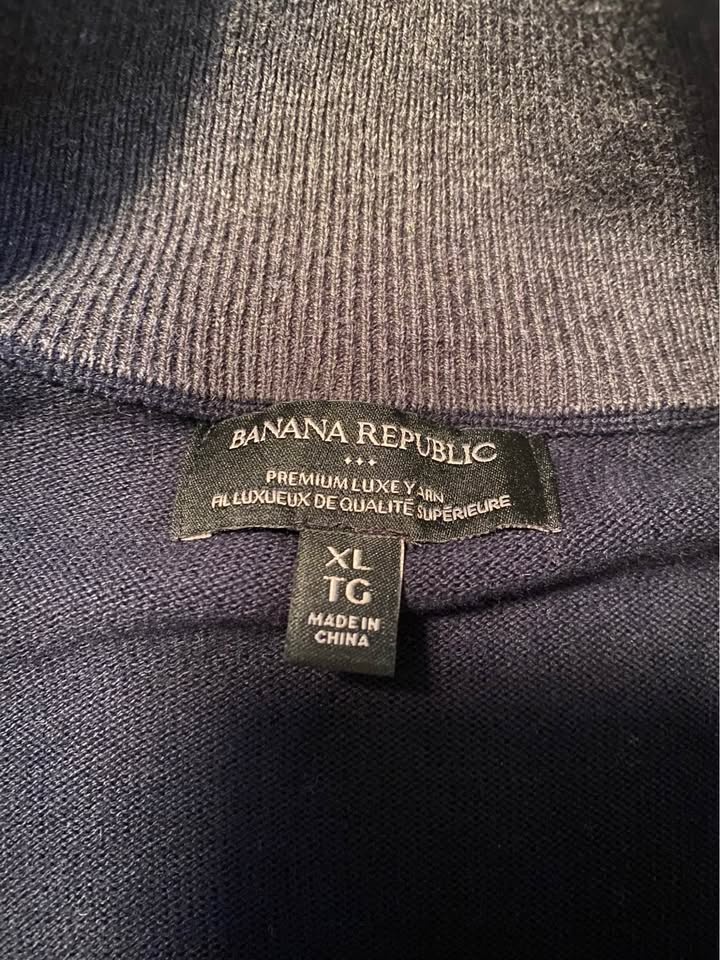 BANANA REPUBLIC
PREMIUM LUXE YARN
FIL LUXUEUX DE QUALITÉ SUPÉRIEURE
XL
TG
MADE IN
CHINA